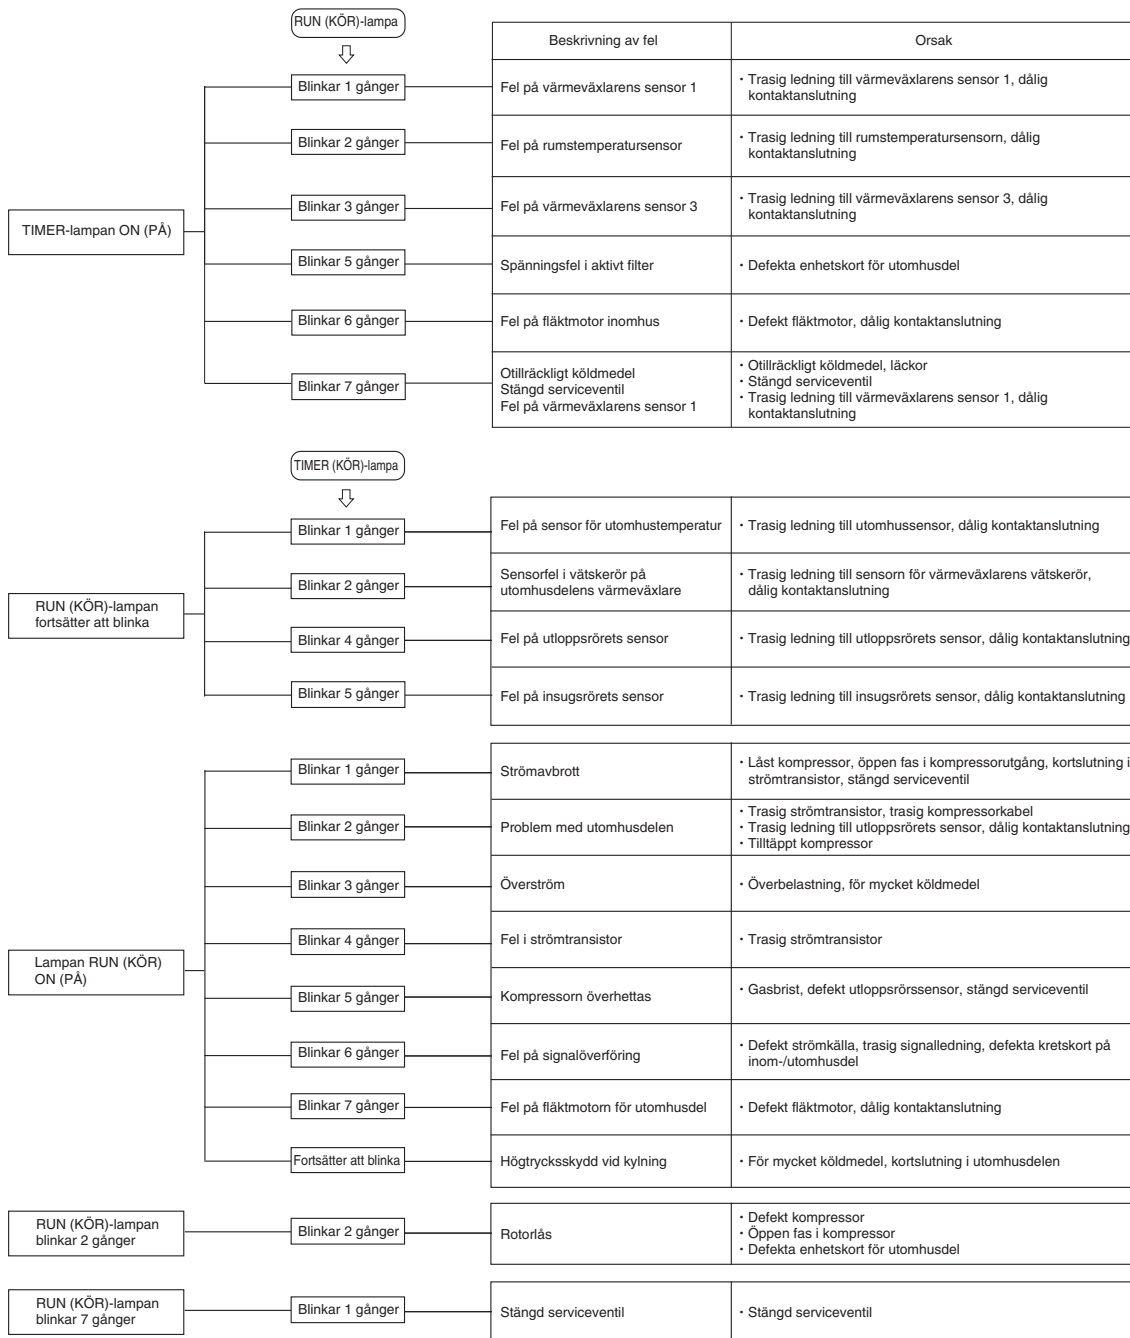 RUN (KÖR)-lampa
Beskrivning av fel
Orsak
TIMER-lampan ON (PÅ)
Blinkar 1 gånger
Fel på värmeväxlarens sensor 1
・Trasig ledning till värmeväxlarens sensor 1, dålig
kontaktanslutning
Blinkar 2 gånger
Fel på rumstemperatursensor
・Trasig ledning till rumstemperatursensorn, dålig
kontaktanslutning
Blinkar 3 gånger
Fel på värmeväxlarens sensor 3
・Trasig ledning till värmeväxlarens sensor 3, dålig
kontaktanslutning
Blinkar 5 gånger
Spänningsfel i aktivt filter
・Defekta enhetskort för utomhusdel
Blinkar 6 gånger
Fel på fläktmotor inomhus
・Defekt fläktmotor, dålig kontaktanslutning
Blinkar 7 gånger
Otillräckligt köldmedel
Stängd serviceventil
Fel på värmeväxlarens sensor 1
・Otillräckligt köldmedel, läckor
・Stängd serviceventil
・Trasig ledning till värmeväxlarens sensor 1, dålig
kontaktanslutning
TIMER (KÖR)-lampa
RUN (KÖR)-lampan
fortsätter att blinka
Blinkar 1 gånger
Fel på sensor för utomhustemperatur
・Trasig ledning till utomhussensor, dålig kontaktanslutning
Blinkar 2 gånger
Sensorfel i vätskerör på
utomhusdelens värmeväxlare
・Trasig ledning till sensorn för värmeväxlarens vätskerör,
dålig kontaktanslutning
Blinkar 4 gånger
Fel på utloppsrörets sensor
・Trasig ledning till utloppsrörets sensor, dålig kontaktanslutning
Blinkar 5 gånger
Fel på insugsrörets sensor
・Trasig ledning till insugsrörets sensor, dålig kontaktanslutning
Lampan RUN (KÖR)
ON (PÅ)
Blinkar 1 gånger
Strömavbrott
・Låst kompressor, öppen fas i kompressorutgång, kortslutning i
strömtransistor, stängd serviceventil
Blinkar 2 gånger
Problem med utomhusdelen
・Trasig strömtransistor, trasig kompressorkabel
・Trasig ledning till utloppsrörets sensor, dålig kontaktanslutning
・Tilltäppt kompressor
Blinkar 3 gånger
Överström
・Överbelastning, för mycket köldmedel
Blinkar 4 gånger
Fel i strömtransistor
・Trasig strömtransistor
Blinkar 5 gånger
Kompressorn överhettas
・Gasbrist, defekt utloppsrörssensor, stängd serviceventil
Blinkar 6 gånger
Fel på signalöverföring
・Defekt strömkälla, trasig signalledning, defekta kretskort på
inom-/utomhusdel
Blinkar 7 gånger
Fel på fläktmotorn för utomhusdel
・Defekt fläktmotor, dålig kontaktanslutning
Fortsätter att blinka
Högtrycksskydd vid kylning
・För mycket köldmedel, kortslutning i utomhusdelen
RUN (KÖR)-lampan
blinkar 2 gånger
Blinkar 2 gånger
Rotorlås
・Defekt kompressor
・Öppen fas i kompressor
・Defekta enhetskort för utomhusdel
RUN (KÖR)-lampan
blinkar 7 gånger
Blinkar 1 gånger
Stängd serviceventil
・Stängd serviceventil